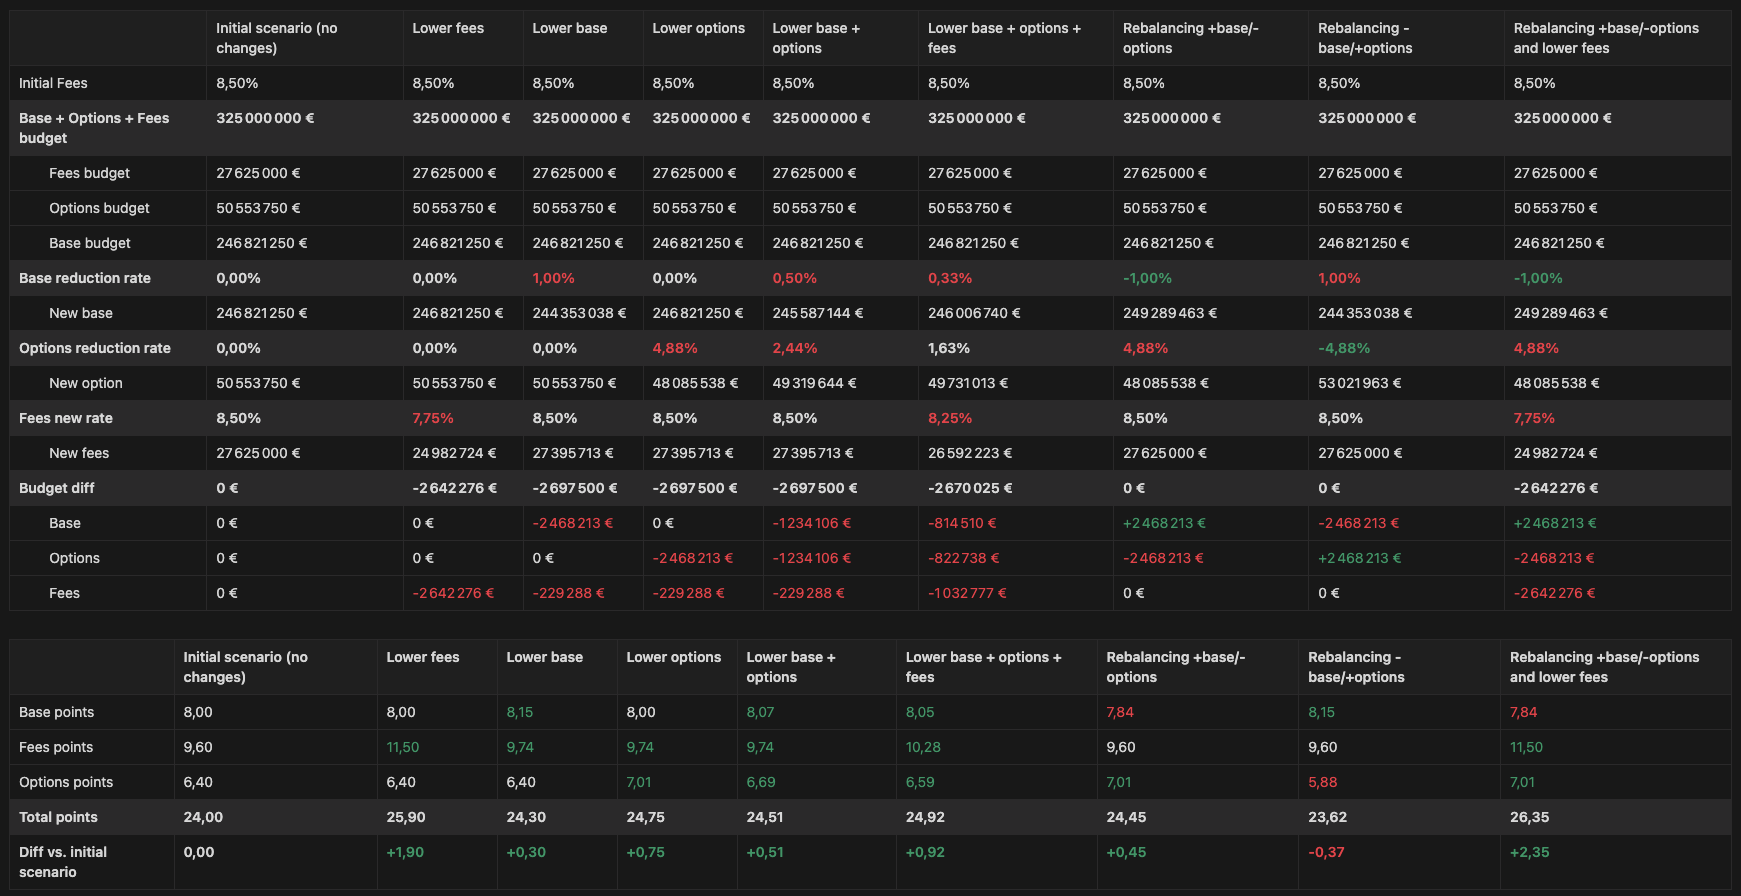 Initial scenario (no changes) Lower fees Lower base Lower options Lower base + options Lower base + options + fees Rebalancing +base/-options Rebalancing -base/+options Rebalancing +base/-options and lower fees
Initial Fees 8,50% 8,50% 8,50% 8,50% 8,50% 8,50% 8,50% 8,50% 8,50%
Base + Options + Fees budget 325 000 000 € 325 000 000 € 325 000 000 € 325 000 000 € 325 000 000 € 325 000 000 € 325 000 000 € 325 000 000 € 325 000 000 €
Fees budget 27 625 000 € 27 625 000 € 27 625 000 € 27 625 000 € 27 625 000 € 27 625 000 € 27 625 000 € 27 625 000 € 27 625 000 €
Options budget 50 553 750 € 50 553 750 € 50 553 750 € 50 553 750 € 50 553 750 € 50 553 750 € 50 553 750 € 50 553 750 € 50 553 750 €
Base budget 246 821 250 € 246 821 250 € 246 821 250 € 246 821 250 € 246 821 250 € 246 821 250 € 246 821 250 € 246 821 250 € 246 821 250 €
Base reduction rate 0,00% 0,00% 1,00% 0,00% 0,50% 0,33% -1,00% 1,00% -1,00%
New base 246 821 250 € 246 821 250 € 244 353 038 € 246 821 250 € 245 587 144 € 246 006 740 € 249 289 463 € 244 353 038 € 249 289 463 €
Options reduction rate 0,00% 0,00% 0,00% 4,88% 2,44% 1,63% 4,88% -4,88% 4,88%
New option 50 553 750 € 50 553 750 € 50 553 750 € 48 085 538 € 49 319 644 € 49 731 013 € 48 085 538 € 53 021 963 € 48 085 538 €
Fees new rate 8,50% 7,75% 8,50% 8,50% 8,50% 8,25% 8,50% 8,50% 7,75%
New fees 27 625 000 € 24 982 724 € 27 395 713 € 27 395 713 € 27 395 713 € 26 592 223 € 27 625 000 € 27 625 000 € 24 982 724 €
Budget diff 0 € -2 642 276 € -2 697 500 € -2 697 500 € -2 697 500 € -2 670 025 € 0 € 0 € -2 642 276 €
Base 0 € 0 € -2 468 213 € 0 € -1 234 106 € -814 510 € +2 468 213 € -2 468 213 € +2 468 213 €
Options 0 € 0 € 0 € -2 468 213 € -1 234 106 € -822 738 € -2 468 213 € +2 468 213 € -2 468 213 €
Fees 0 € -2 642 276 € -229 288 € -229 288 € -229 288 € -1 032 777 € 0 € 0 € -2 642 276 €
Initial scenario (no changes) Lower fees Lower base Lower options Lower base + options Lower base + options + fees Rebalancing +base/-options Rebalancing -base/+options Rebalancing +base/-options and lower fees
Base points 8,00 8,00 8,15 8,00 8,07 8,05 7,84 8,15 7,84
Fees points 9,60 11,50 9,74 9,74 9,74 10,28 9,60 9,60 11,50
Options points 6,40 6,40 6,40 7,01 6,69 6,59 7,01 5,88 7,01
Total points 24,00 25,90 24,30 24,75 24,51 24,92 24,45 23,62 26,35
Diff vs. initial scenario 0,00 +1,90 +0,30 +0,75 +0,51 +0,92 +0,45 -0,37 +2,35